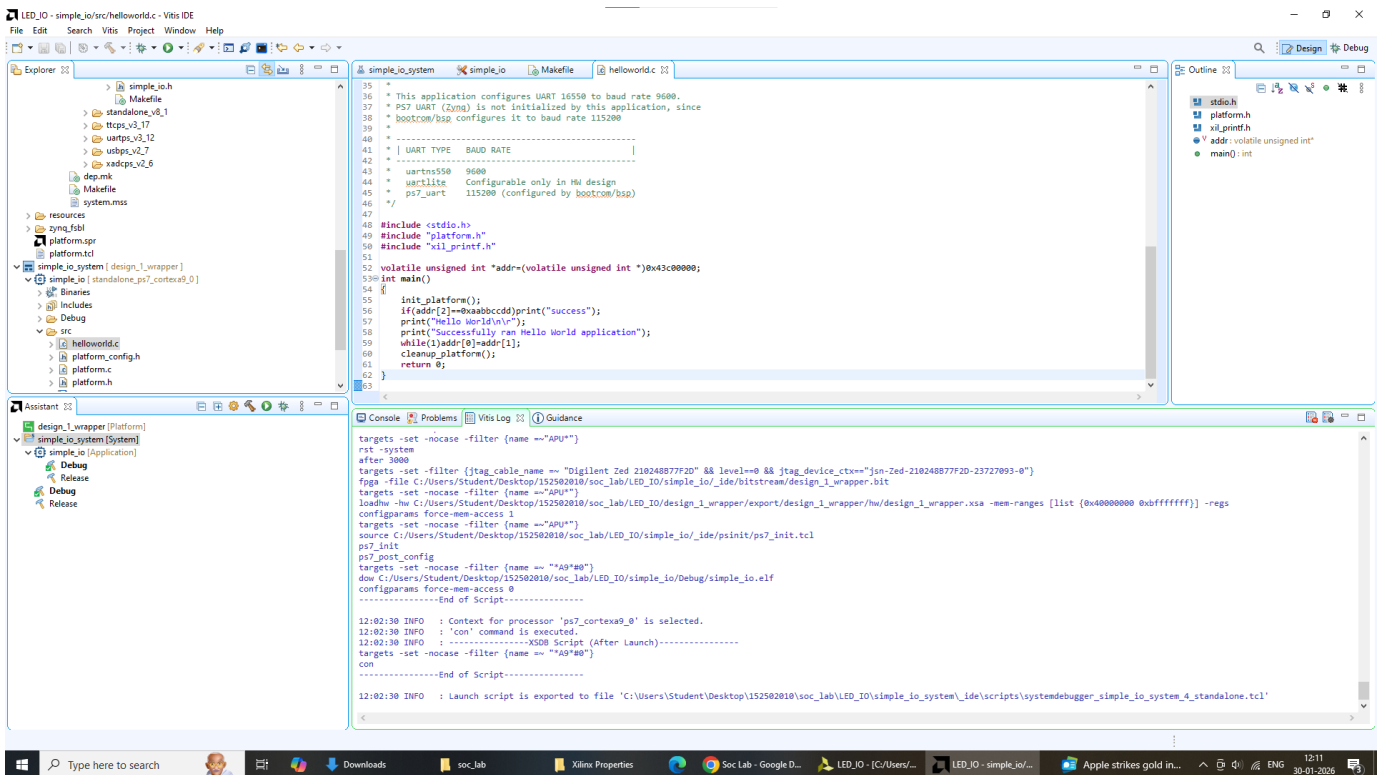 LED_IO - simple_io/src/helloworld.c - Vitis IDE
File Edit Search Vitis Project Window Help
Design Debug
Explorer
simple_io.h
Makefile
standalone_v8_1
ttcps_v3_17
uartps_v3_12
usbps_v2_7
xadcps_v2_6
dep.mk
Makefile
system.mss
resources
zynq_fsbl
platform.spr
platform.tcl
simple_io_system [ design_1_wrapper ]
simple_io [ standalone_ps7_cortexa9_0 ]
Binaries
Includes
Debug
src
helloworld.c
platform_config.h
platform.c
platform.h
simple_io_system simple_io Makefile helloworld.c
35 *
36 * This application configures UART 16550 to baud rate 9600.
37 * PS7 UART (Zynq) is not initialized by this application, since
38 * bootrom/bsp configures it to baud rate 115200
39 *
40 * ------------------------------------------------
41 * | UART TYPE   BAUD RATE                        |
42 * ------------------------------------------------
43 *   uartns550   9600
44 *   uartlite    Configurable only in HW design
45 *   ps7_uart    115200 (configured by bootrom/bsp)
46 */
47
48 #include <stdio.h>
49 #include "platform.h"
50 #include "xil_printf.h"
51
52 volatile unsigned int *addr=(volatile unsigned int *)0x43c00000;
53 int main()
54 {
55     init_platform();
56     if(addr[2]==0xaabbccdd)print("success");
57     print("Hello World\n\r");
58     print("Successfully ran Hello World application");
59     while(1)addr[0]=addr[1];
60     cleanup_platform();
61     return 0;
62 }
63
Outline
stdio.h
platform.h
xil_printf.h
addr : volatile unsigned int*
main() : int
Assistant
design_1_wrapper [Platform]
simple_io_system [System]
simple_io [Application]
Debug
Release
Debug
Release
Console Problems Vitis Log Guidance
targets -set -nocase -filter {name =~"APU*"}
rst -system
after 3000
targets -set -filter {jtag_cable_name =~ "Digilent Zed 210248B77F2D" && level==0 && jtag_device_ctx=="jsn-Zed-210248B77F2D-23727093-0"}
fpga -file C:/Users/Student/Desktop/152502010/soc_lab/LED_IO/simple_io/_ide/bitstream/design_1_wrapper.bit
targets -set -nocase -filter {name =~"APU*"}
loadhw -hw C:/Users/Student/Desktop/152502010/soc_lab/LED_IO/design_1_wrapper/export/design_1_wrapper/hw/design_1_wrapper.xsa -mem-ranges [list {0x40000000 0xbfffffff}] -regs
configparams force-mem-access 1
targets -set -nocase -filter {name =~"APU*"}
source C:/Users/Student/Desktop/152502010/soc_lab/LED_IO/simple_io/_ide/psinit/ps7_init.tcl
ps7_init
ps7_post_config
targets -set -nocase -filter {name =~ "*A9*#0"}
dow C:/Users/Student/Desktop/152502010/soc_lab/LED_IO/simple_io/Debug/simple_io.elf
configparams force-mem-access 0
----------------End of Script----------------
12:02:30 INFO : Context for processor 'ps7_cortexa9_0' is selected.
12:02:30 INFO : 'con' command is executed.
12:02:30 INFO : ----------------XSDB Script (After Launch)----------------
targets -set -nocase -filter {name =~ "*A9*#0"}
con
----------------End of Script----------------
12:02:30 INFO : Launch script is exported to file 'C:\Users\Student\Desktop\152502010\soc_lab\LED_IO\simple_io_system\_ide\scripts\systemdebugger_simple_io_system_4_standalone.tcl'
Type here to search
Downloads
soc_lab
Xilinx Properties
Soc Lab - Google D...
LED_IO - [C:/Users/...
LED_IO - simple_io/...
Apple strikes gold in...
ENG
12:11
30-01-2026
3